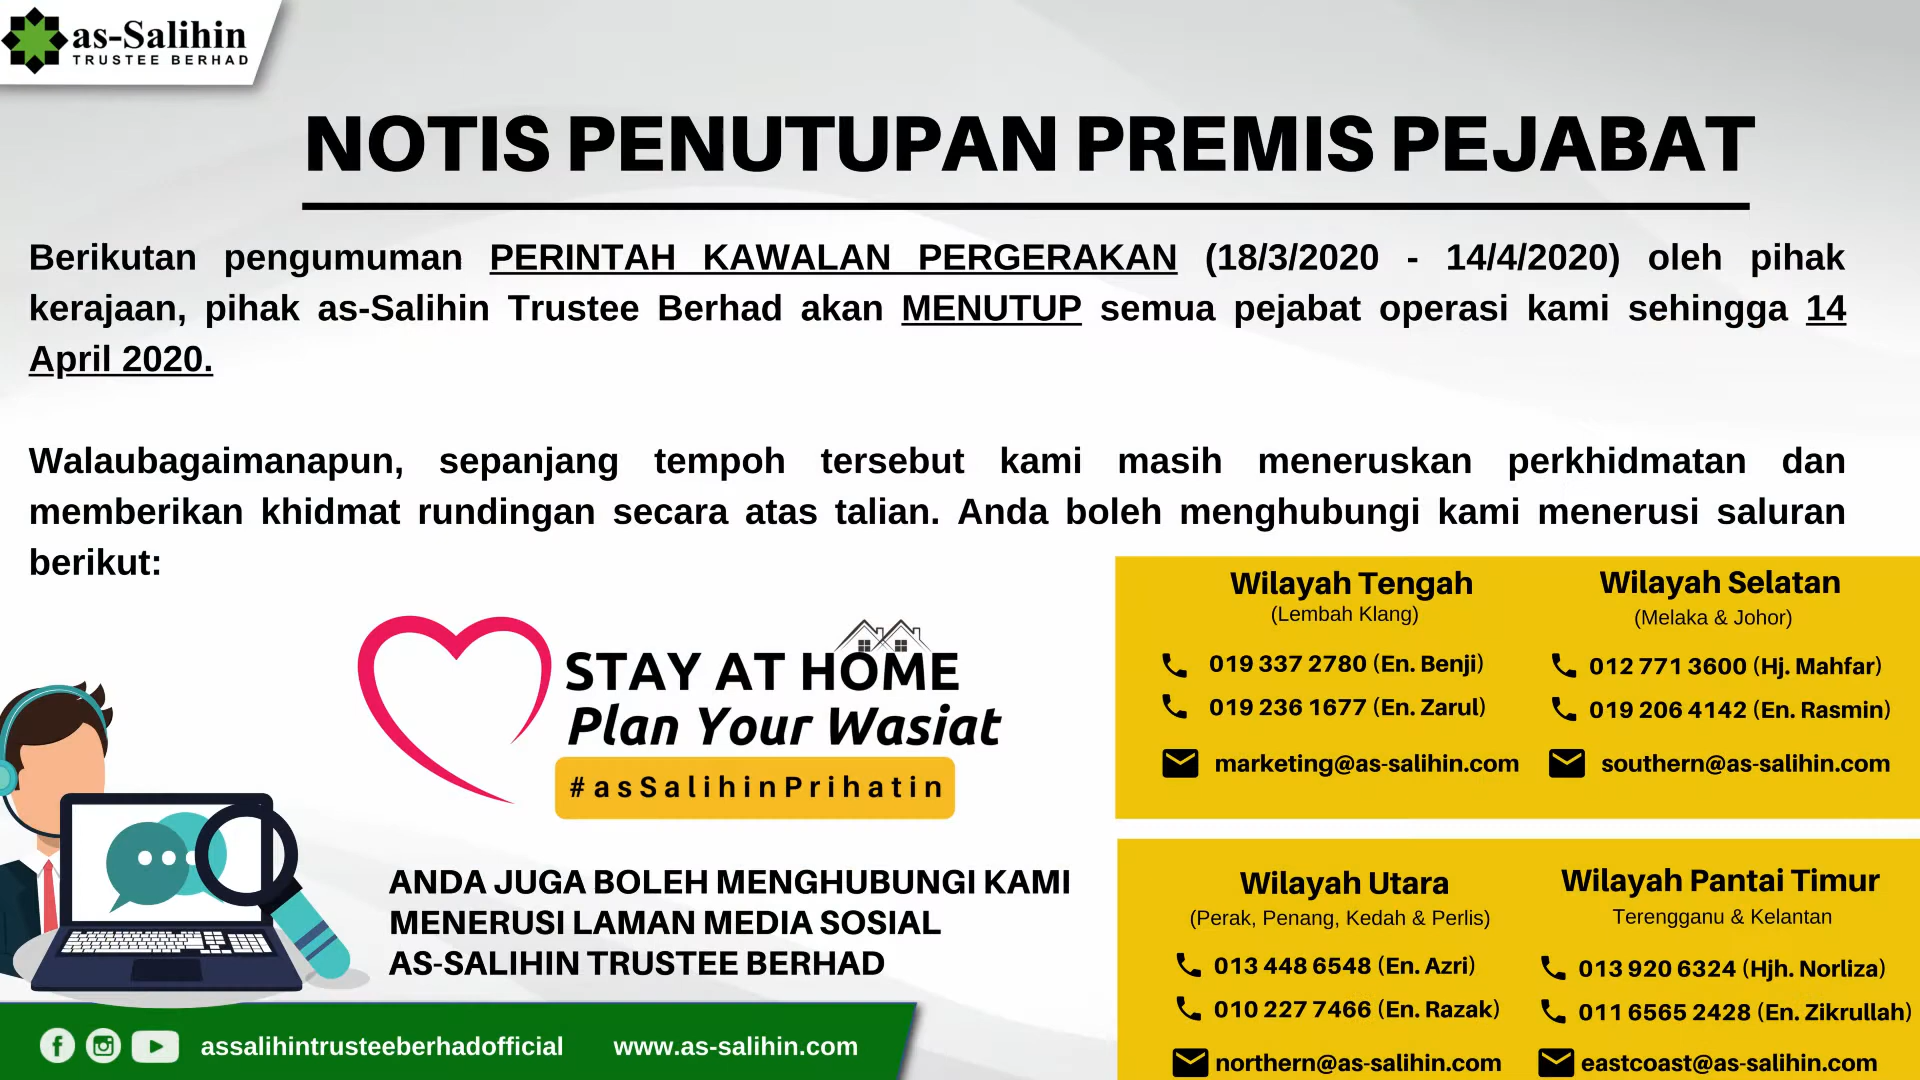 as-Salihin
TRUSTEE BERHAD
NOTIS PENUTUPAN PREMIS PEJABAT
Berikutan pengumuman PERINTAH KAWALAN PERGERAKAN (18/3/2020 - 14/4/2020) oleh pihak
kerajaan, pihak as-Salihin Trustee Berhad akan MENUTUP semua pejabat operasi kami sehingga 14
April 2020.
Walaubagaimanapun, sepanjang tempoh tersebut kami masih meneruskan perkhidmatan dan
memberikan khidmat rundingan secara atas talian. Anda boleh menghubungi kami menerusi saluran
berikut:
STAY AT HOME
Plan Your Wasiat
#asSalihinPrihatin
ANDA JUGA BOLEH MENGHUBUNGI KAMI
MENERUSI LAMAN MEDIA SOSIAL
AS-SALIHIN TRUSTEE BERHAD
assalihintrusteeberhadofficial
www.as-salihin.com
Wilayah Tengah
(Lembah Klang)
019 337 2780 (En. Benji)
019 236 1677 (En. Zarul)
marketing@as-salihin.com
Wilayah Selatan
(Melaka & Johor)
012 771 3600 (Hj. Mahfar)
019 206 4142 (En. Rasmin)
southern@as-salihin.com
Wilayah Utara
(Perak, Penang, Kedah & Perlis)
013 448 6548 (En. Azri)
010 227 7466 (En. Razak)
northern@as-salihin.com
Wilayah Pantai Timur
Terengganu & Kelantan
013 920 6324 (Hjh. Norliza)
011 6565 2428 (En. Zikrullah)
eastcoast@as-salihin.com